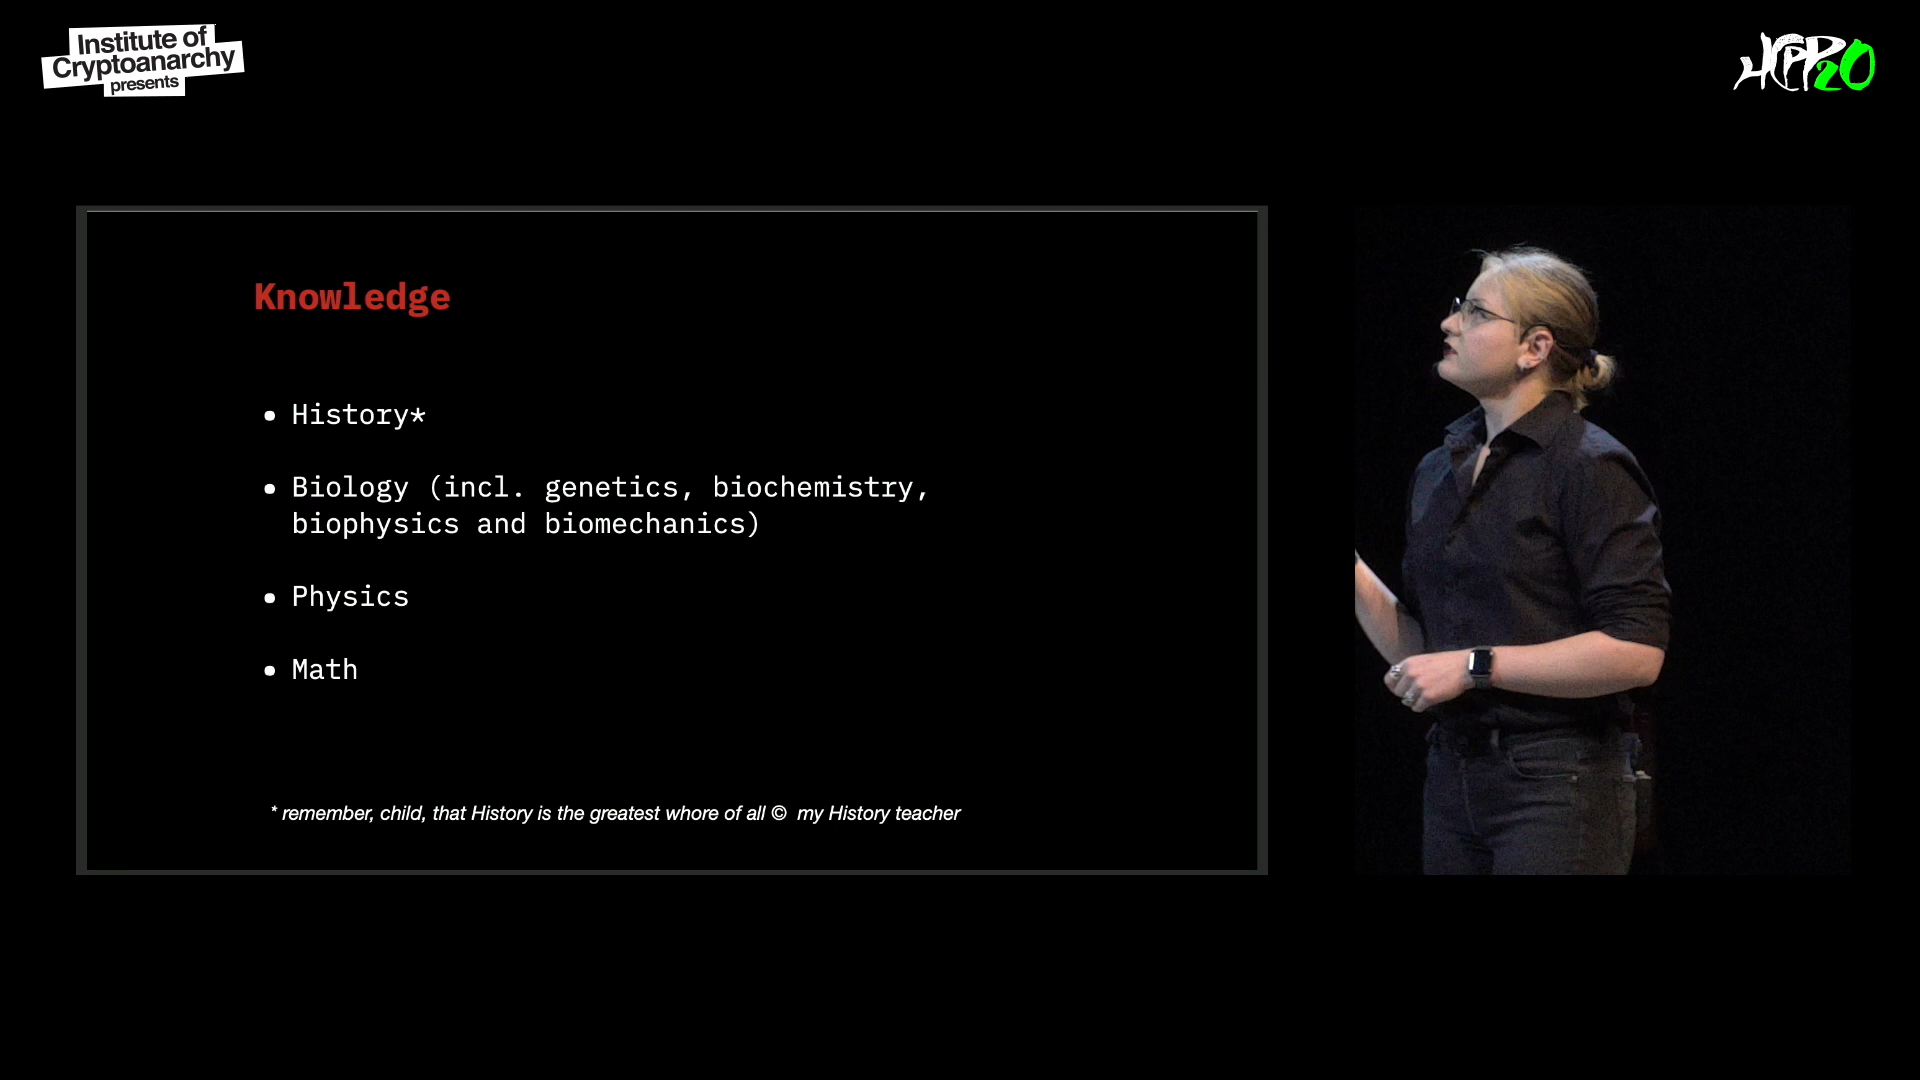 Institute of
Cryptoanarchy
presents
HCPP20
Knowledge
• History*
• Biology (incl. genetics, biochemistry,
biophysics and biomechanics)
• Physics
• Math
* remember, child, that History is the greatest whore of all © my History teacher